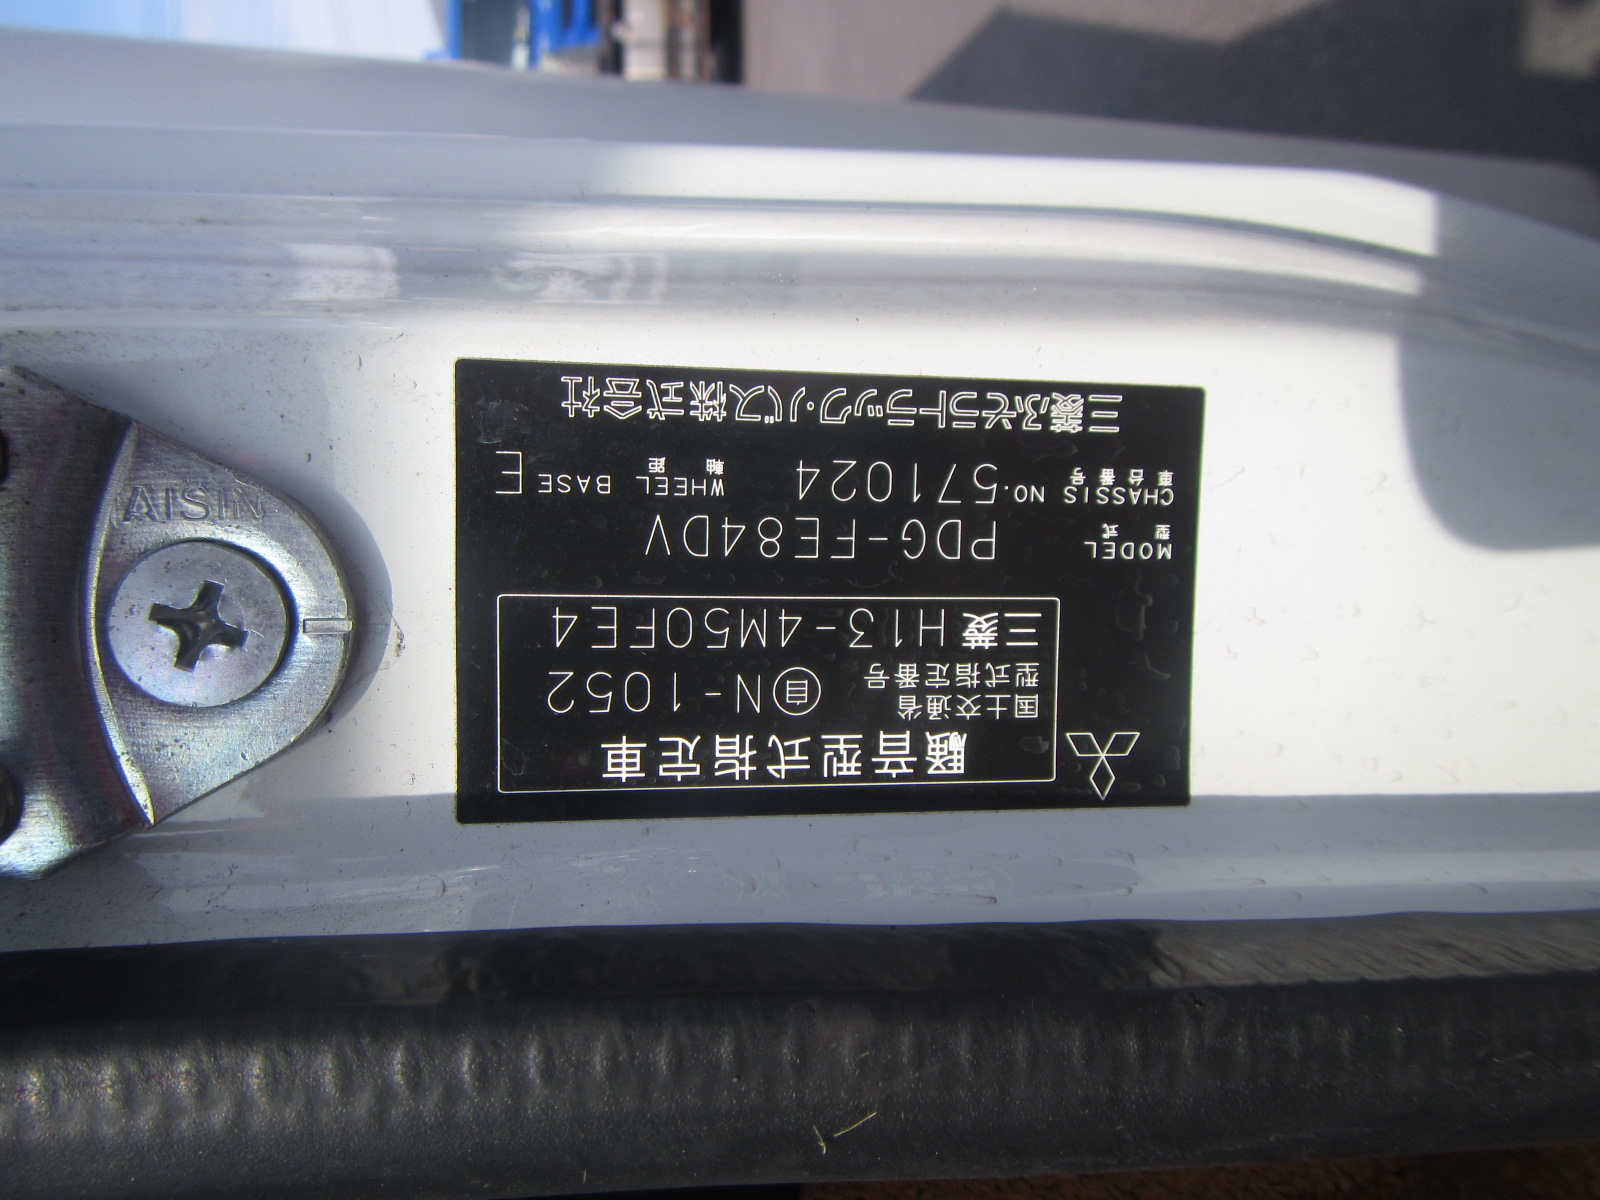 騒音型式指定車
国土交通省
型式指定番号 自N-1052
三菱 H13-4M50FE4
MODEL 型式 PDG-FE84DV
CHASSIS NO. 車台番号 571024 WHEEL BASE 軸距 E
三菱ふそうトラック・バス株式会社
AISIN